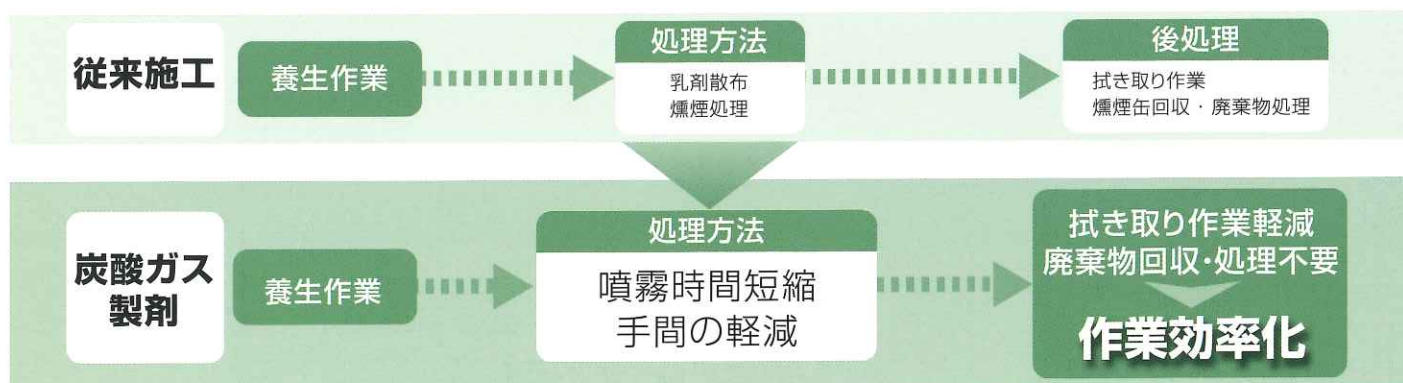 従来施工
養生作業
処理方法
乳剤散布
燻煙処理
後処理
拭き取り作業
燻煙缶回収・廃棄物処理
炭酸ガス
製剤
養生作業
処理方法
噴霧時間短縮
手間の軽減
拭き取り作業軽減
廃棄物回収・処理不要
作業効率化